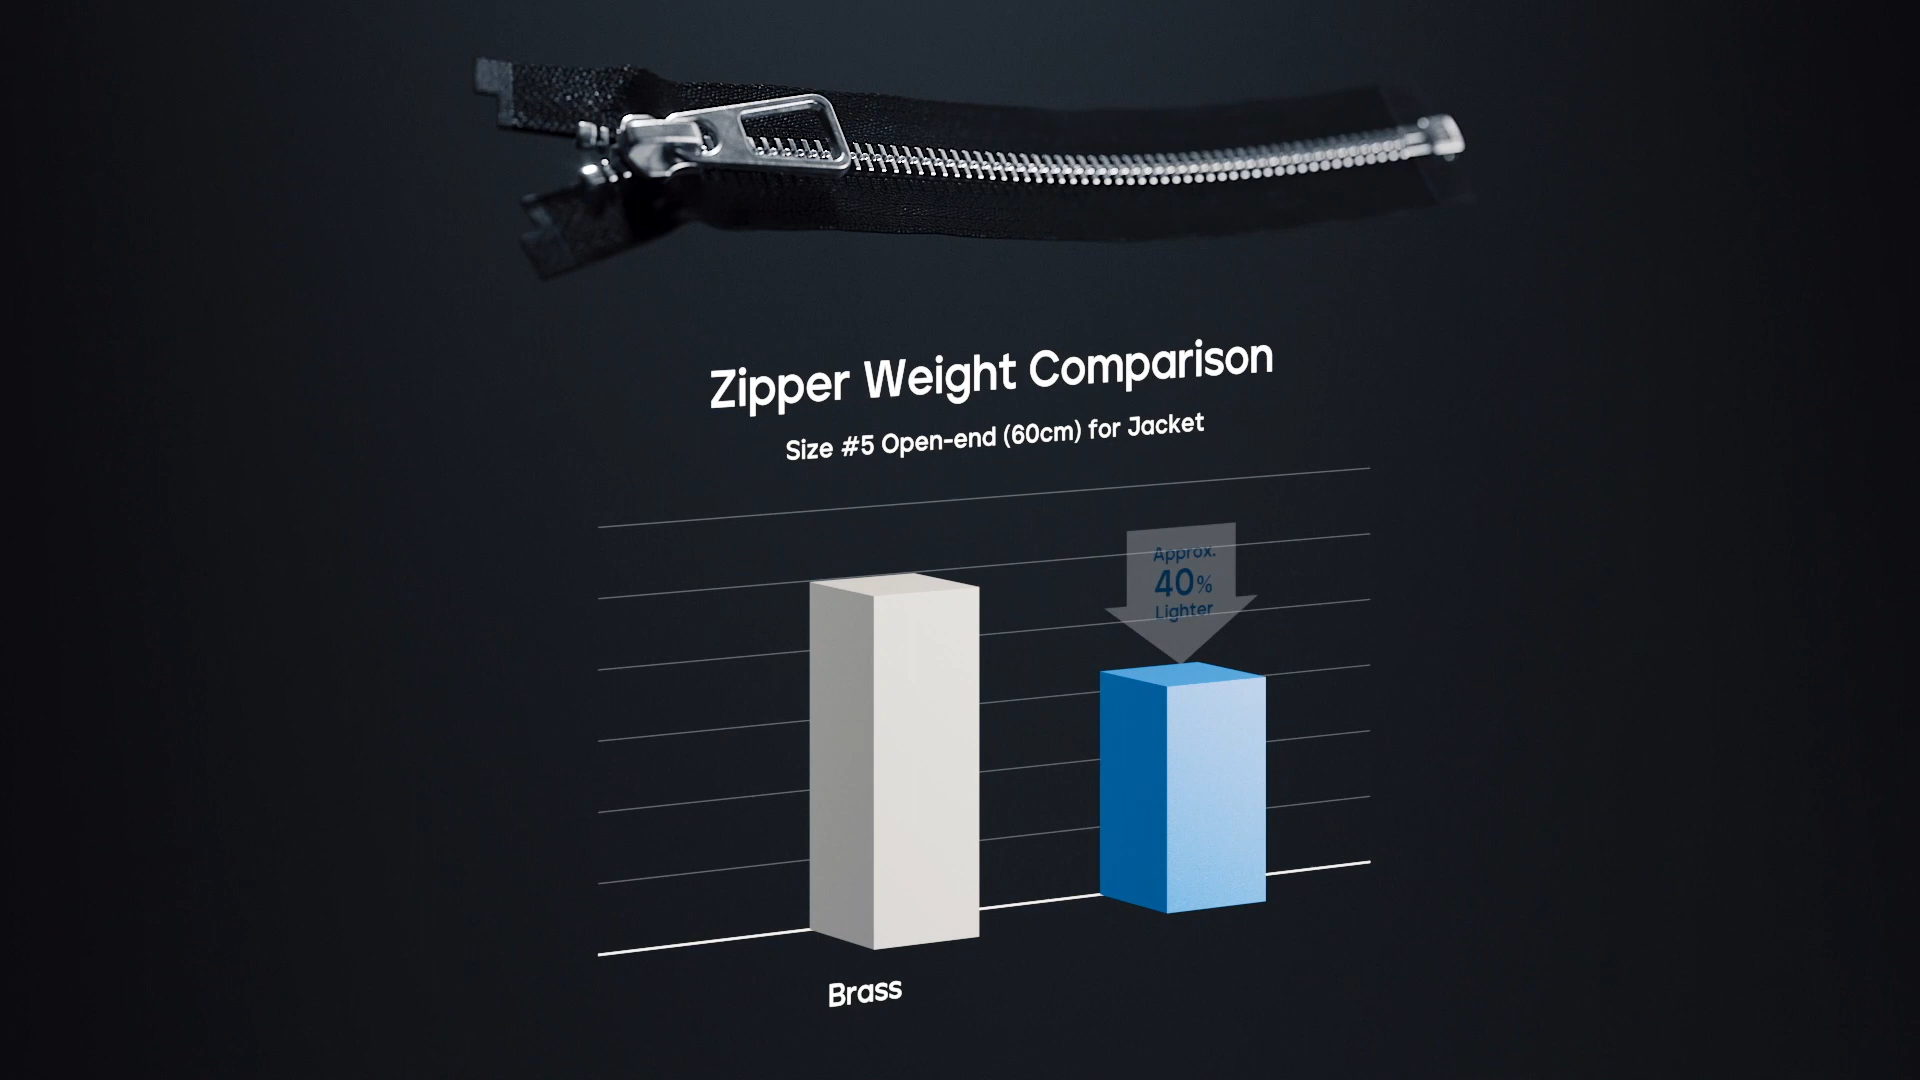 Zipper Weight Comparison
Size #5 Open-end (60cm) for Jacket
Approx.
40%
Lighter
Brass